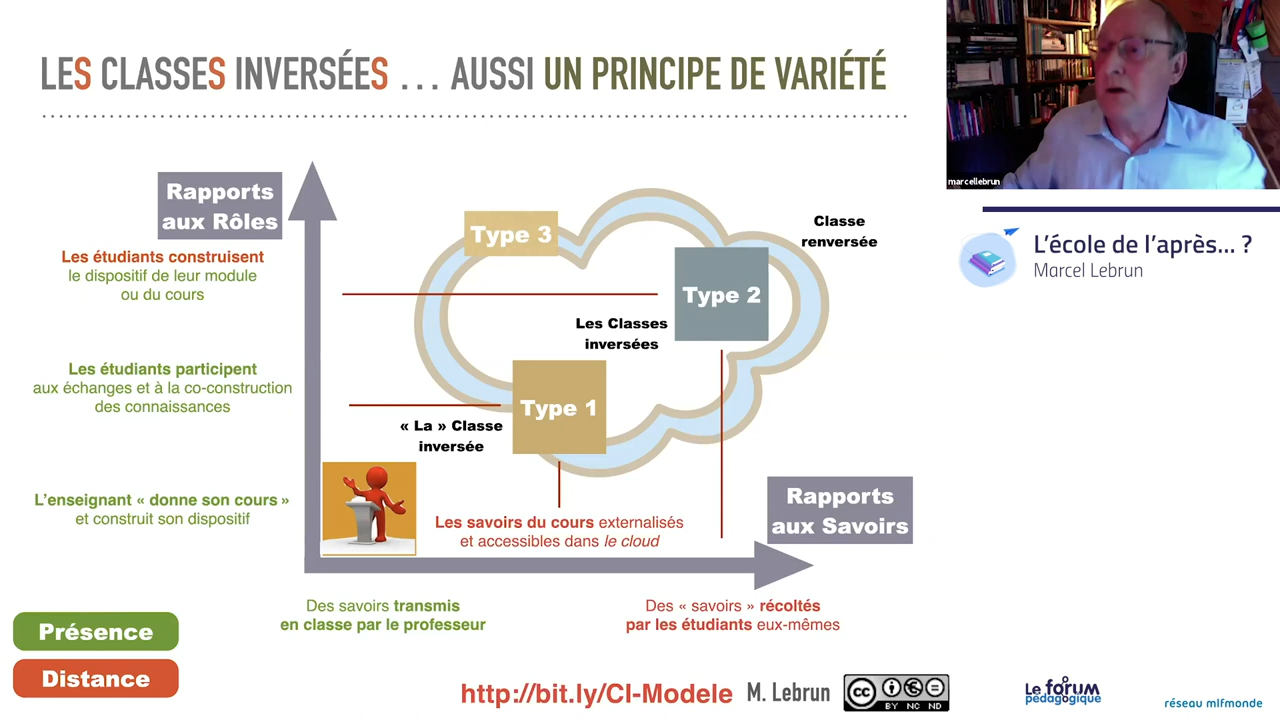 LES CLASSES INVERSÉES ... AUSSI UN PRINCIPE DE VARIÉTÉ
marcellebrun
L'école de l'après... ?
Marcel Lebrun
Rapports
aux Rôles
Les étudiants construisent
le dispositif de leur module
ou du cours
Les étudiants participent
aux échanges et à la co-construction
des connaissances
L'enseignant « donne son cours »
et construit son dispositif
Type 3
Classe
renversée
Type 2
Les Classes
inversées
Type 1
« La » Classe
inversée
Les savoirs du cours externalisés
et accessibles dans le cloud
Rapports
aux Savoirs
Des savoirs transmis
en classe par le professeur
Des « savoirs » récoltés
par les étudiants eux-mêmes
Présence
Distance
http://bit.ly/CI-Modele M. Lebrun
cc
BY NC ND
Le forum
pédagogique
réseau mlfmonde